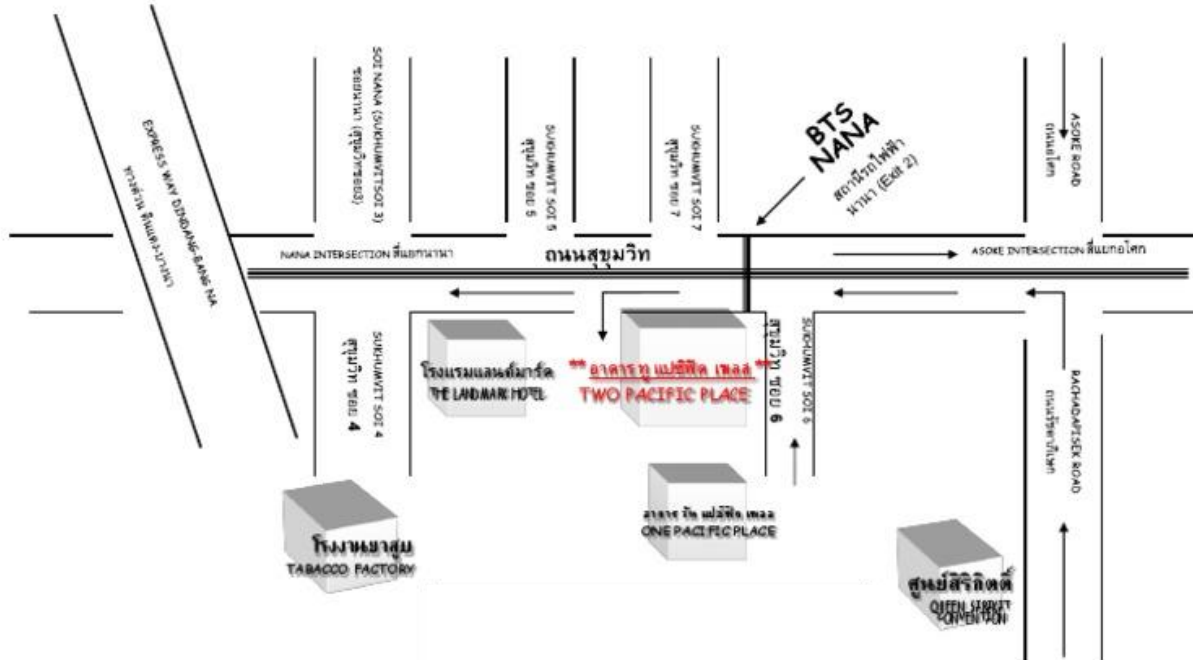 EXPRESS WAY DINDANG-BANG NA
ทางด่วน ดินแดง-บางนา
SOI NANA (SUKHUMVITSOI 3)
ซอยนานา (สุขุมวิทซอย3)
SUKHUMVIT SOI 5
สุขุมวิท ซอย 5
SUKHUMVIT SOI 7
สุขุมวิท ซอย 7
BTS
NANA
สถานีรถไฟฟ้า
นานา (Exit 2)
ASOKE ROAD
ถนนอโศก
NANA INTERSECTION สี่แยกนานา
ถนนสุขุมวิท
ASOKE INTERSECTION สี่แยกอโศก
SUKHUMVIT SOI 4
สุขุมวิท ซอย 4
โรงแรมแลนด์มาร์ค
THE LANDMARK HOTEL
** อาคารทู แปซิฟิค เพลส **
TWO PACIFIC PLACE
สุขุมวิท ซอย 6
SUKHUMVIT SOI 6
RACHADAPISEK ROAD
ถนนรัชดาภิเษก
อาคาร วัน แปซิฟิค เพลส
ONE PACIFIC PLACE
โรงงานยาสูบ
TABACCO FACTORY
ศูนย์สิริกิตติ์
QUEEN SIRIKIT
CONVENTION